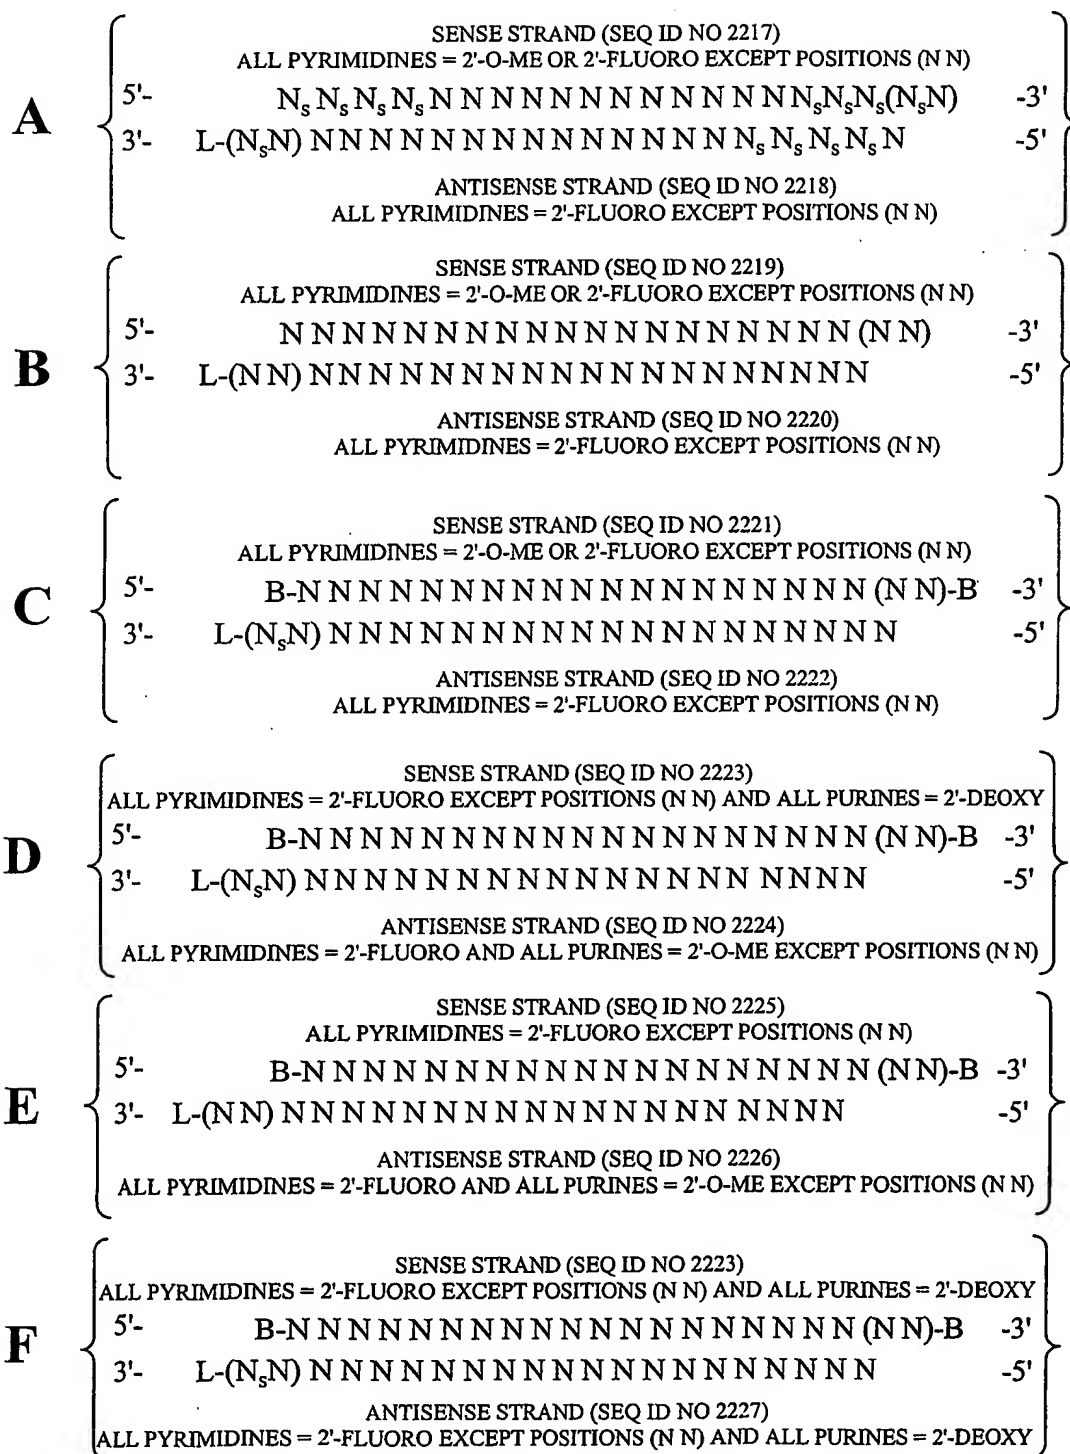 A
SENSE STRAND (SEQ ID NO 2217)
ALL PYRIMIDINES = 2'-O-ME OR 2'-FLUORO EXCEPT POSITIONS (N N)
5'- NₛNₛNₛNₛN N N N N N N N N N N N NₛNₛNₛ(NₛN) -3'
3'- L-(NₛN) N N N N N N N N N N N N N N Nₛ Nₛ Nₛ Nₛ N -5'
ANTISENSE STRAND (SEQ ID NO 2218)
ALL PYRIMIDINES = 2'-FLUORO EXCEPT POSITIONS (N N)
B
SENSE STRAND (SEQ ID NO 2219)
ALL PYRIMIDINES = 2'-O-ME OR 2'-FLUORO EXCEPT POSITIONS (N N)
5'- N N N N N N N N N N N N N N N N N N N (N N) -3'
3'- L-(N N) N N N N N N N N N N N N N N N N N N N -5'
ANTISENSE STRAND (SEQ ID NO 2220)
ALL PYRIMIDINES = 2'-FLUORO EXCEPT POSITIONS (N N)
C
SENSE STRAND (SEQ ID NO 2221)
ALL PYRIMIDINES = 2'-O-ME OR 2'-FLUORO EXCEPT POSITIONS (N N)
5'- B-N N N N N N N N N N N N N N N N N N N (N N)-B -3'
3'- L-(NₛN) N N N N N N N N N N N N N N N N N N N -5'
ANTISENSE STRAND (SEQ ID NO 2222)
ALL PYRIMIDINES = 2'-FLUORO EXCEPT POSITIONS (N N)
D
SENSE STRAND (SEQ ID NO 2223)
ALL PYRIMIDINES = 2'-FLUORO EXCEPT POSITIONS (N N) AND ALL PURINES = 2'-DEOXY
5'- B-N N N N N N N N N N N N N N N N N N N (N N)-B -3'
3'- L-(NₛN) N N N N N N N N N N N N N N N N N N N -5'
ANTISENSE STRAND (SEQ ID NO 2224)
ALL PYRIMIDINES = 2'-FLUORO AND ALL PURINES = 2'-O-ME EXCEPT POSITIONS (N N)
E
SENSE STRAND (SEQ ID NO 2225)
ALL PYRIMIDINES = 2'-FLUORO EXCEPT POSITIONS (N N)
5'- B-N N N N N N N N N N N N N N N N N N N (N N)-B -3'
3'- L-(N N) N N N N N N N N N N N N N N N N N N N -5'
ANTISENSE STRAND (SEQ ID NO 2226)
ALL PYRIMIDINES = 2'-FLUORO AND ALL PURINES = 2'-O-ME EXCEPT POSITIONS (N N)
F
SENSE STRAND (SEQ ID NO 2223)
ALL PYRIMIDINES = 2'-FLUORO EXCEPT POSITIONS (N N) AND ALL PURINES = 2'-DEOXY
5'- B-N N N N N N N N N N N N N N N N N N N (N N)-B -3'
3'- L-(NₛN) N N N N N N N N N N N N N N N N N N N -5'
ANTISENSE STRAND (SEQ ID NO 2227)
ALL PYRIMIDINES = 2'-FLUORO EXCEPT POSITIONS (N N) AND ALL PURINES = 2'-DEOXY